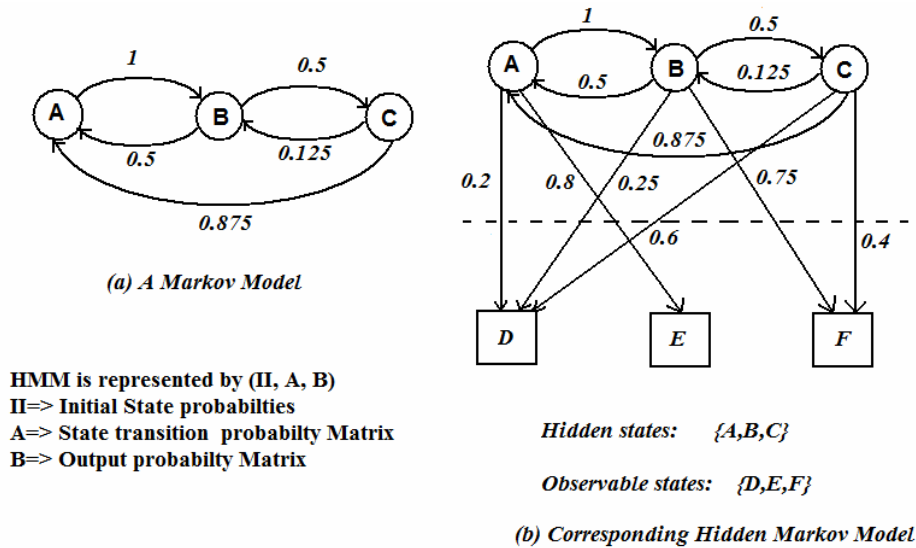 1
A
B
C
0.5
0.5
0.125
0.875
(a) A Markov Model
HMM is represented by (II, A, B)
II=> Initial State probabilties
A=> State transition probabilty Matrix
B=> Output probabilty Matrix
1
0.5
A
B
C
0.5
0.125
0.875
0.2
0.8
0.25
0.75
0.6
0.4
D
E
F
Hidden states: {A,B,C}
Observable states: {D,E,F}
(b) Corresponding Hidden Markov Model